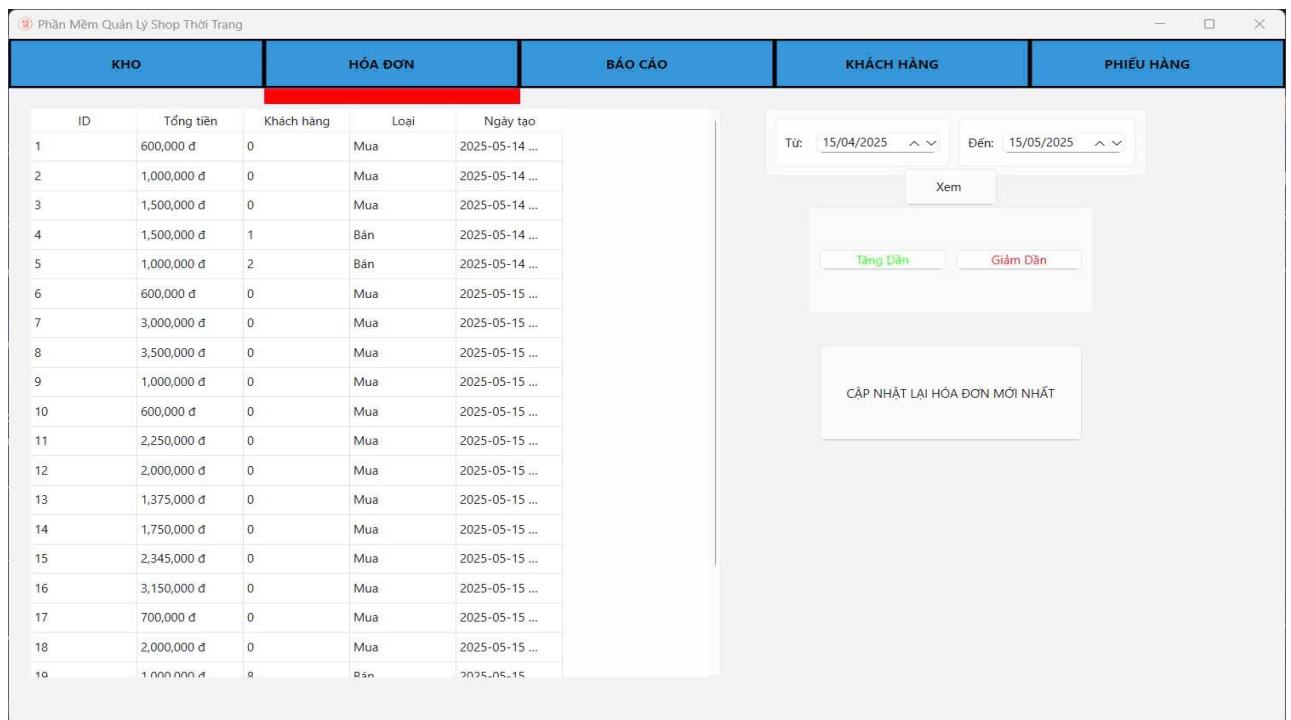 Phần Mềm Quản Lý Shop Thời Trang
KHO HÓA ĐƠN BÁO CÁO KHÁCH HÀNG PHIẾU HÀNG
ID Tổng tiền Khách hàng Loại Ngày tạo
1 600,000 đ 0 Mua 2025-05-14 ...
2 1,000,000 đ 0 Mua 2025-05-14 ...
3 1,500,000 đ 0 Mua 2025-05-14 ...
4 1,500,000 đ 1 Bán 2025-05-14 ...
5 1,000,000 đ 2 Bán 2025-05-14 ...
6 600,000 đ 0 Mua 2025-05-15 ...
7 3,000,000 đ 0 Mua 2025-05-15 ...
8 3,500,000 đ 0 Mua 2025-05-15 ...
9 1,000,000 đ 0 Mua 2025-05-15 ...
10 600,000 đ 0 Mua 2025-05-15 ...
11 2,250,000 đ 0 Mua 2025-05-15 ...
12 2,000,000 đ 0 Mua 2025-05-15 ...
13 1,375,000 đ 0 Mua 2025-05-15 ...
14 1,750,000 đ 0 Mua 2025-05-15 ...
15 2,345,000 đ 0 Mua 2025-05-15 ...
16 3,150,000 đ 0 Mua 2025-05-15 ...
17 700,000 đ 0 Mua 2025-05-15 ...
18 2,000,000 đ 0 Mua 2025-05-15 ...
19 1,000,000 đ 8 Bán 2025-05-15
Từ: 15/04/2025 Đến: 15/05/2025
Xem
Tăng Dần Giảm Dần
CẬP NHẬT LẠI HÓA ĐƠN MỚI NHẤT